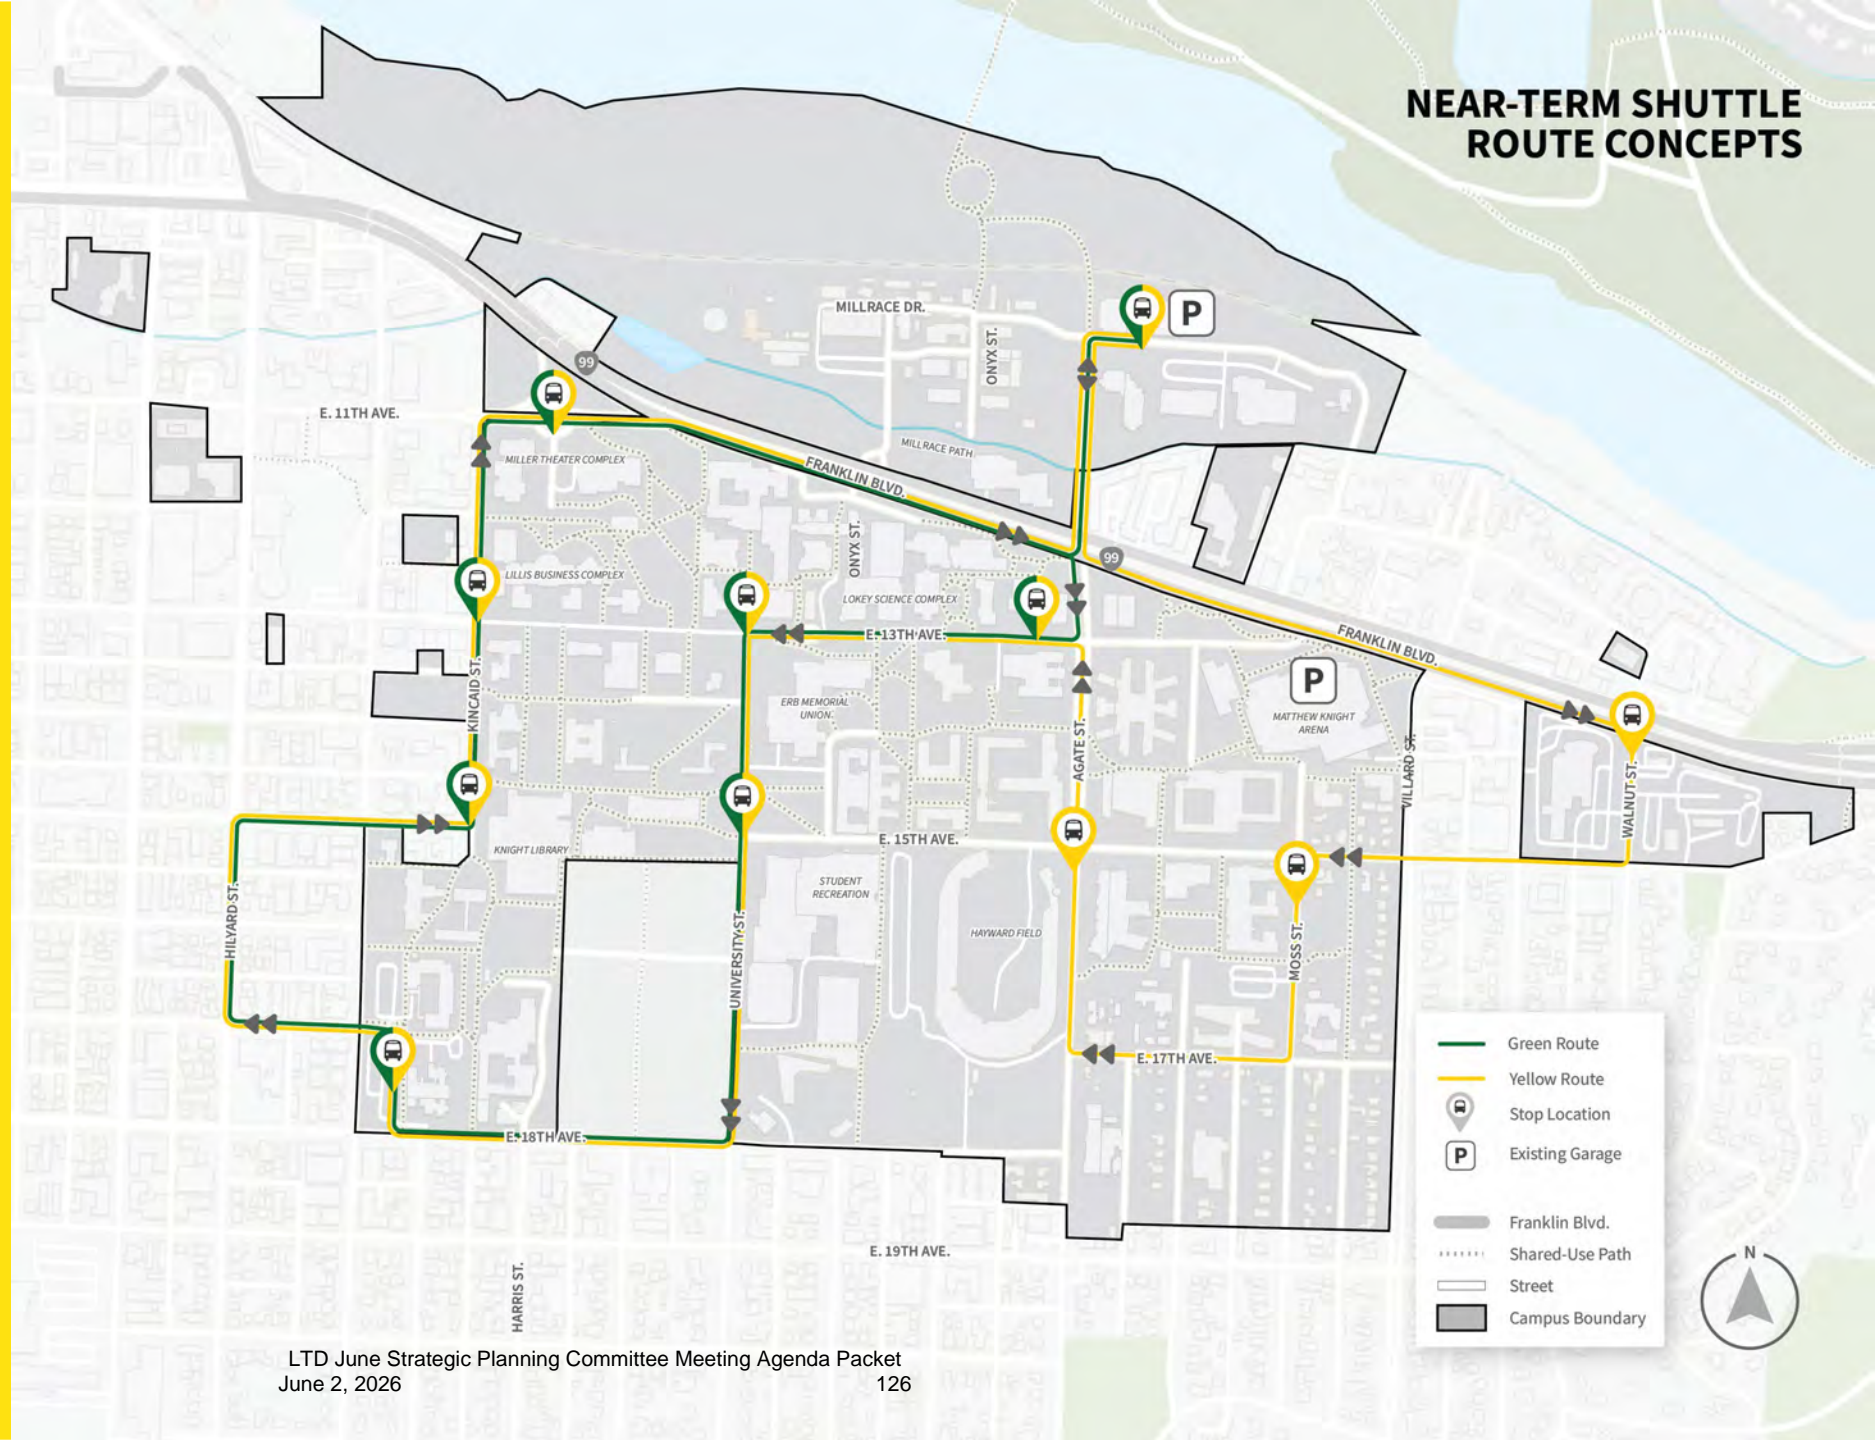 NEAR-TERM SHUTTLE
ROUTE CONCEPTS
MILLRACE DR.
P
ONYX ST.
99
E. 11TH AVE.
MILLER THEATER COMPLEX
MILLRACE PATH
FRANKLIN BLVD.
ONYX ST.
99
LILLIS BUSINESS COMPLEX
LOKEY SCIENCE COMPLEX
E. 13TH AVE.
FRANKLIN BLVD.
KINCAID ST.
ERB MEMORIAL
UNION
P
MATTHEW KNIGHT
ARENA
AGATE ST.
VILLARD ST.
WALNUT ST.
E. 15TH AVE.
KNIGHT LIBRARY
STUDENT
RECREATION
HILYARD ST.
UNIVERSITY ST.
HAYWARD FIELD
MOSS ST.
E. 17TH AVE.
E. 18TH AVE.
E. 19TH AVE.
HARRIS ST.
Green Route
Yellow Route
Stop Location
P Existing Garage
Franklin Blvd.
Shared-Use Path
Street
Campus Boundary
N
LTD June Strategic Planning Committee Meeting Agenda Packet
June 2, 2026 126